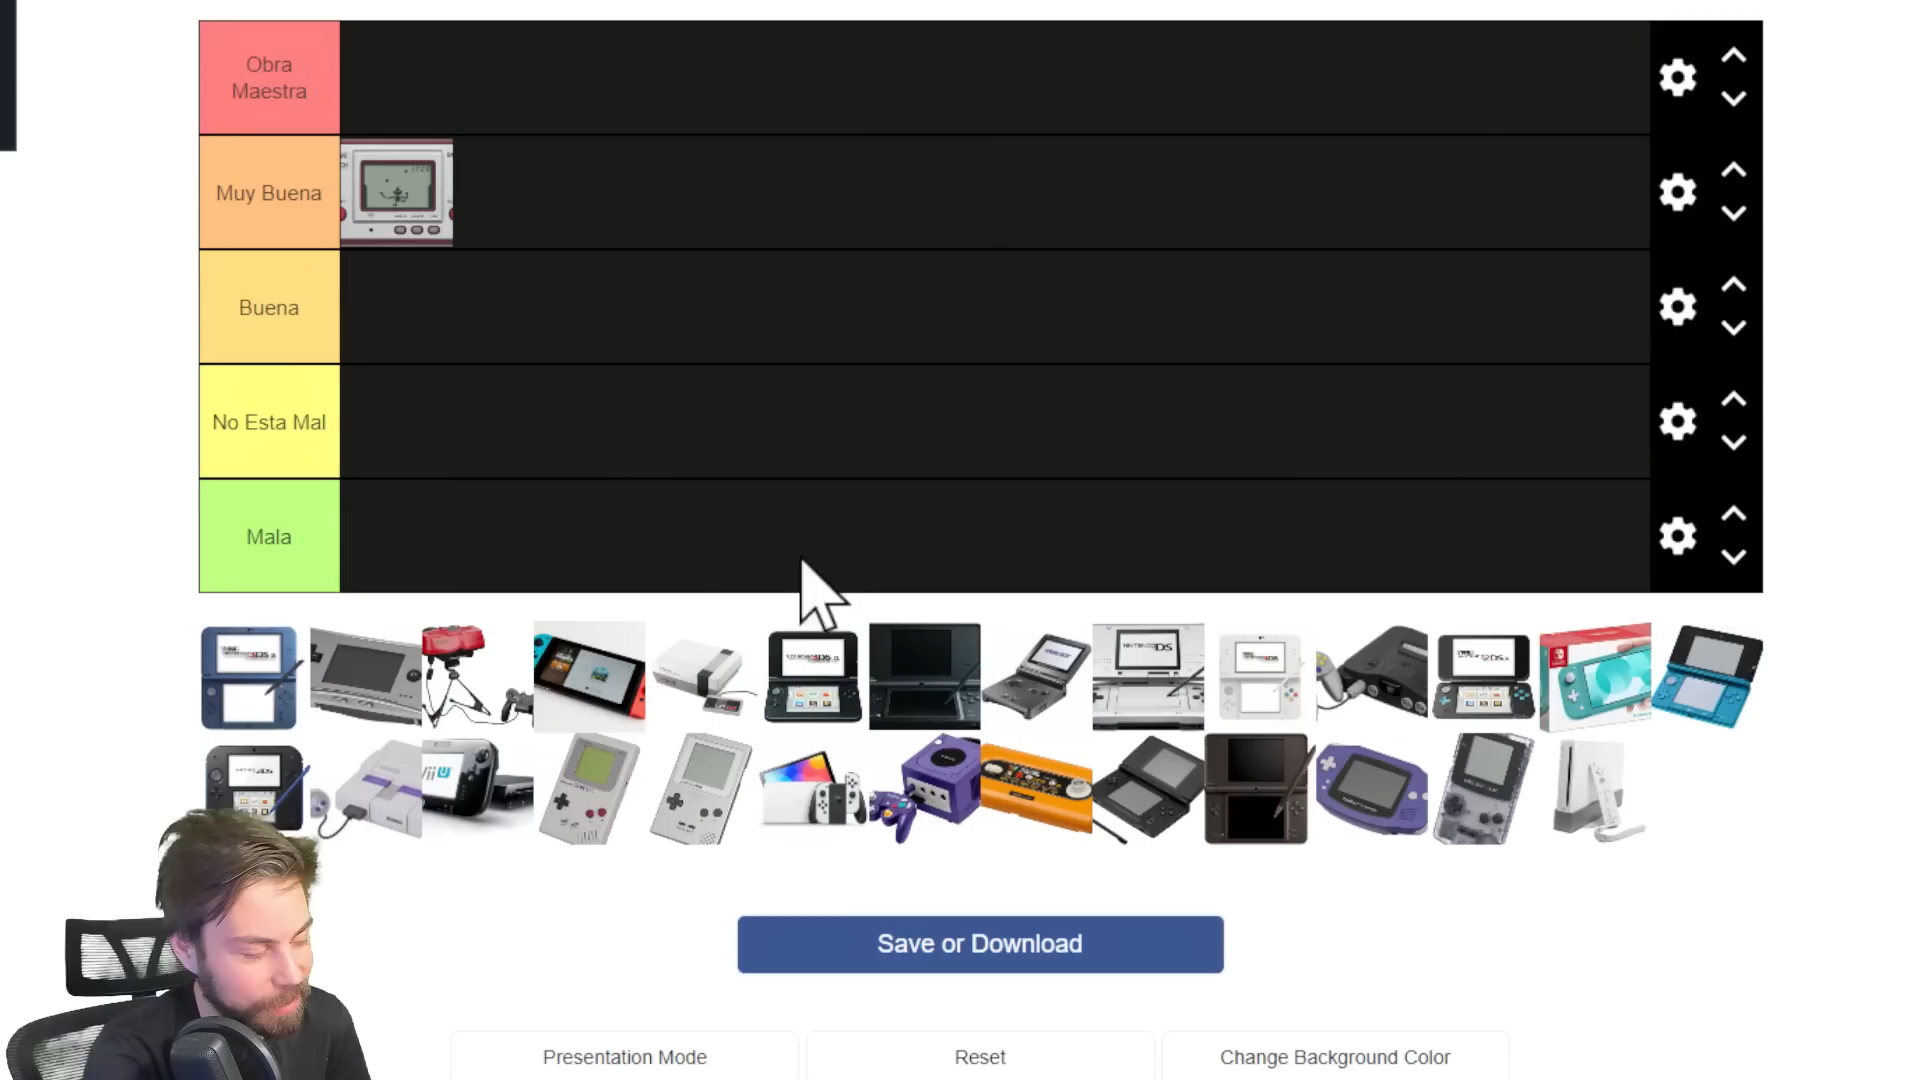 Obra
Maestra
Muy Buena
Buena
No Esta Mal
Mala
Save or Download
Presentation Mode
Reset
Change Background Color